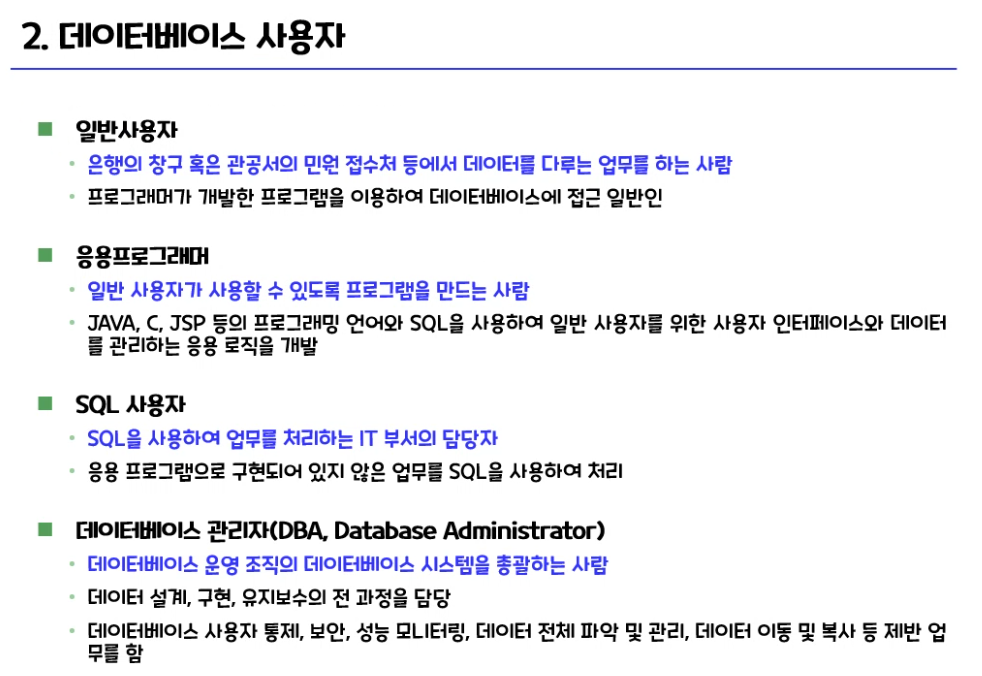 2. 데이터베이스 사용자
■ 일반사용자
• 은행의 창구 혹은 관공서의 민원 접수처 등에서 데이터를 다루는 업무를 하는 사람
• 프로그래머가 개발한 프로그램을 이용하여 데이터베이스에 접근 일반인
■ 응용프로그래머
• 일반 사용자가 사용할 수 있도록 프로그램을 만드는 사람
• JAVA, C, JSP 등의 프로그래밍 언어와 SQL을 사용하여 일반 사용자를 위한 사용자 인터페이스와 데이터
를 관리하는 응용 로직을 개발
■ SQL 사용자
• SQL을 사용하여 업무를 처리하는 IT 부서의 담당자
• 응용 프로그램으로 구현되어 있지 않은 업무를 SQL을 사용하여 처리
■ 데이터베이스 관리자(DBA, Database Administrator)
• 데이터베이스 운영 조직의 데이터베이스 시스템을 총괄하는 사람
• 데이터 설계, 구현, 유지보수의 전 과정을 담당
• 데이터베이스 사용자 통제, 보안, 성능 모니터링, 데이터 전체 파악 및 관리, 데이터 이동 및 복사 등 제반 업
무를 함